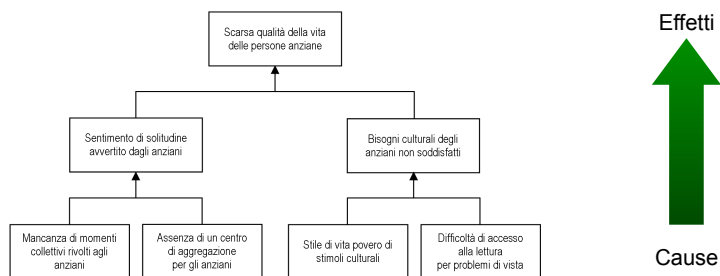 Effetti
Scarsa qualità della vita
delle persone anziane
Sentimento di solitudine
avvertito dagli anziani
Bisogni culturali degli
anziani non soddisfatti
Mancanza di momenti
collettivi rivolti agli
anziani
Assenza di un centro
di aggregazione
per gli anziani
Stile di vita povero di
stimoli culturali
Difficoltà di accesso
alla lettura
per problemi di vista
Cause